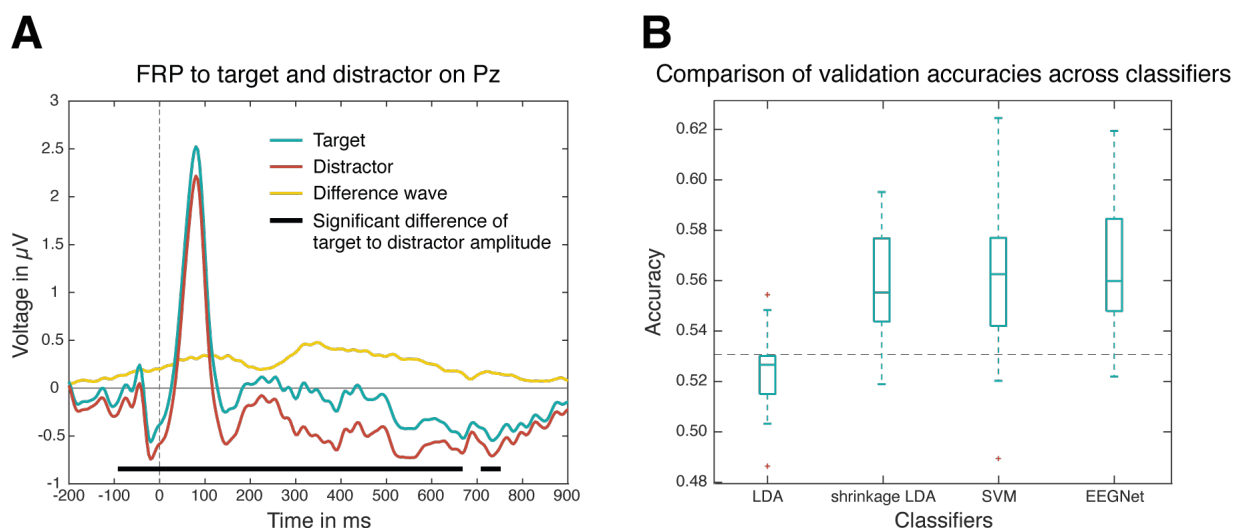 A
FRP to target and distractor on Pz
3
2.5
2
1.5
1
0.5
0
-0.5
-1
Voltage in µV
Target
Distractor
Difference wave
Significant difference of
target to distractor amplitude
-200 -100 0 100 200 300 400 500 600 700 800 900
Time in ms
B
Comparison of validation accuracies across classifiers
0.62
0.60
0.58
0.56
0.54
0.52
0.50
0.48
Accuracy
LDA shrinkage LDA SVM EEGNet
Classifiers